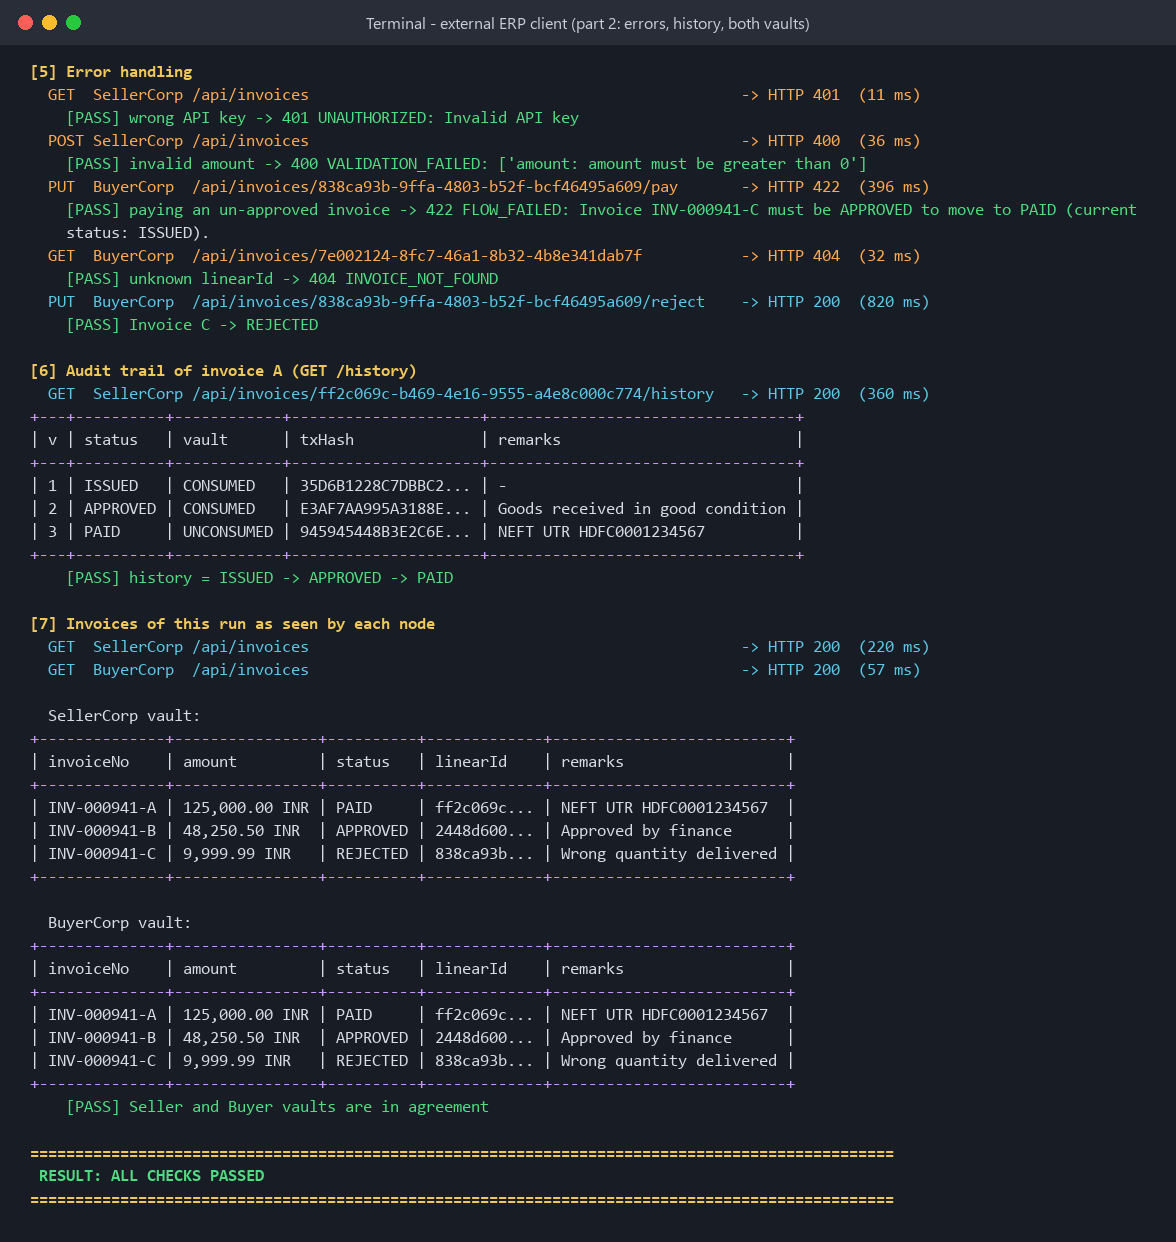 Terminal - external ERP client (part 2: errors, history, both vaults)
[5] Error handling
GET  SellerCorp /api/invoices                                                -> HTTP 401  (11 ms)
[PASS] wrong API key -> 401 UNAUTHORIZED: Invalid API key
POST SellerCorp /api/invoices                                                -> HTTP 400  (36 ms)
[PASS] invalid amount -> 400 VALIDATION_FAILED: ['amount: amount must be greater than 0']
PUT  BuyerCorp  /api/invoices/838ca93b-9ffa-4803-b52f-bcf46495a609/pay       -> HTTP 422  (396 ms)
[PASS] paying an un-approved invoice -> 422 FLOW_FAILED: Invoice INV-000941-C must be APPROVED to move to PAID (current
status: ISSUED).
GET  BuyerCorp  /api/invoices/7e002124-8fc7-46a1-8b32-4b8e341dab7f           -> HTTP 404  (32 ms)
[PASS] unknown linearId -> 404 INVOICE_NOT_FOUND
PUT  BuyerCorp  /api/invoices/838ca93b-9ffa-4803-b52f-bcf46495a609/reject    -> HTTP 200  (820 ms)
[PASS] Invoice C -> REJECTED
[6] Audit trail of invoice A (GET /history)
GET  SellerCorp /api/invoices/ff2c069c-b469-4e16-9555-a4e8c000c774/history   -> HTTP 200  (360 ms)
+---+----------+------------+---------------------+----------------------------------+
| v | status   | vault      | txHash              | remarks                          |
+---+----------+------------+---------------------+----------------------------------+
| 1 | ISSUED   | CONSUMED   | 35D6B1228C7DBBC2... | -                                |
| 2 | APPROVED | CONSUMED   | E3AF7AA995A3188E... | Goods received in good condition |
| 3 | PAID     | UNCONSUMED | 945945448B3E2C6E... | NEFT UTR HDFC0001234567          |
+---+----------+------------+---------------------+----------------------------------+
[PASS] history = ISSUED -> APPROVED -> PAID
[7] Invoices of this run as seen by each node
GET  SellerCorp /api/invoices                                                -> HTTP 200  (220 ms)
GET  BuyerCorp  /api/invoices                                                -> HTTP 200  (57 ms)
SellerCorp vault:
+--------------+----------------+----------+-------------+--------------------------+
| invoiceNo    | amount         | status   | linearId    | remarks                  |
+--------------+----------------+----------+-------------+--------------------------+
| INV-000941-A | 125,000.00 INR | PAID     | ff2c069c... | NEFT UTR HDFC0001234567  |
| INV-000941-B | 48,250.50 INR  | APPROVED | 2448d600... | Approved by finance      |
| INV-000941-C | 9,999.99 INR   | REJECTED | 838ca93b... | Wrong quantity delivered |
+--------------+----------------+----------+-------------+--------------------------+
BuyerCorp vault:
+--------------+----------------+----------+-------------+--------------------------+
| invoiceNo    | amount         | status   | linearId    | remarks                  |
+--------------+----------------+----------+-------------+--------------------------+
| INV-000941-A | 125,000.00 INR | PAID     | ff2c069c... | NEFT UTR HDFC0001234567  |
| INV-000941-B | 48,250.50 INR  | APPROVED | 2448d600... | Approved by finance      |
| INV-000941-C | 9,999.99 INR   | REJECTED | 838ca93b... | Wrong quantity delivered |
+--------------+----------------+----------+-------------+--------------------------+
[PASS] Seller and Buyer vaults are in agreement
================================================================================================
RESULT: ALL CHECKS PASSED
================================================================================================